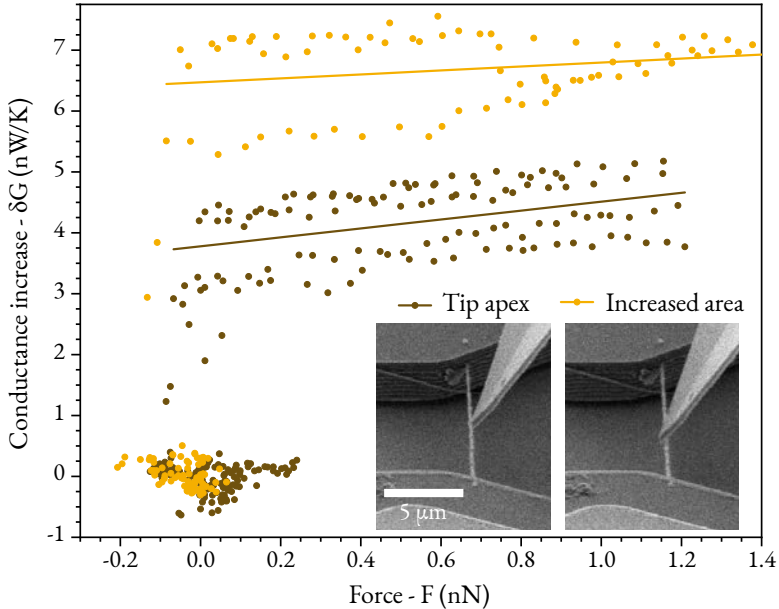 Conductance increase - δG (nW/K)
7
6
5
4
3
2
1
0
-1
Tip apex
Increased area
5 μm
-0.2 0.0 0.2 0.4 0.6 0.8 1.0 1.2 1.4
Force - F (nN)